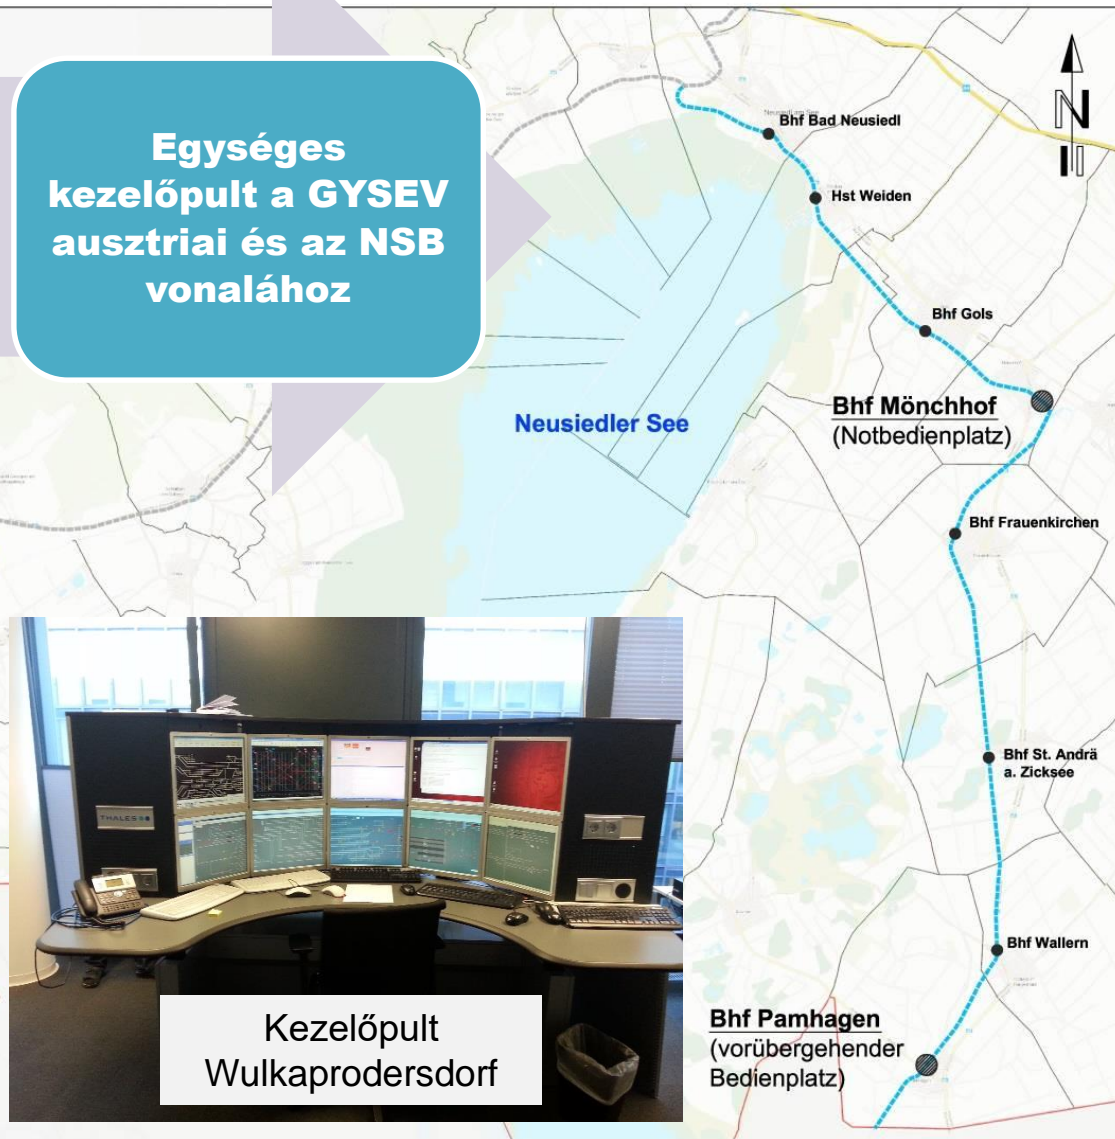 Egységes
kezelőpult a GYSEV
ausztriai és az NSB
vonalához
N
Bhf Bad Neusiedl
Hst Weiden
Bhf Gols
Bhf Mönchhof
(Notbedienplatz)
Neusiedler See
Bhf Frauenkirchen
Bhf St. Andrä
a. Zicksee
Bhf Wallern
Bhf Pamhagen
(vorübergehender
Bedienplatz)
THALES
Kezelőpult
Wulkaprodersdorf